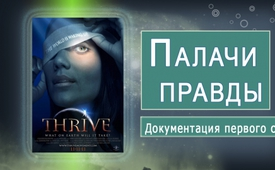 THRIVE
WHAT ON EARTH WILL IT TAKE?
Палачи
правды
Документация первого с